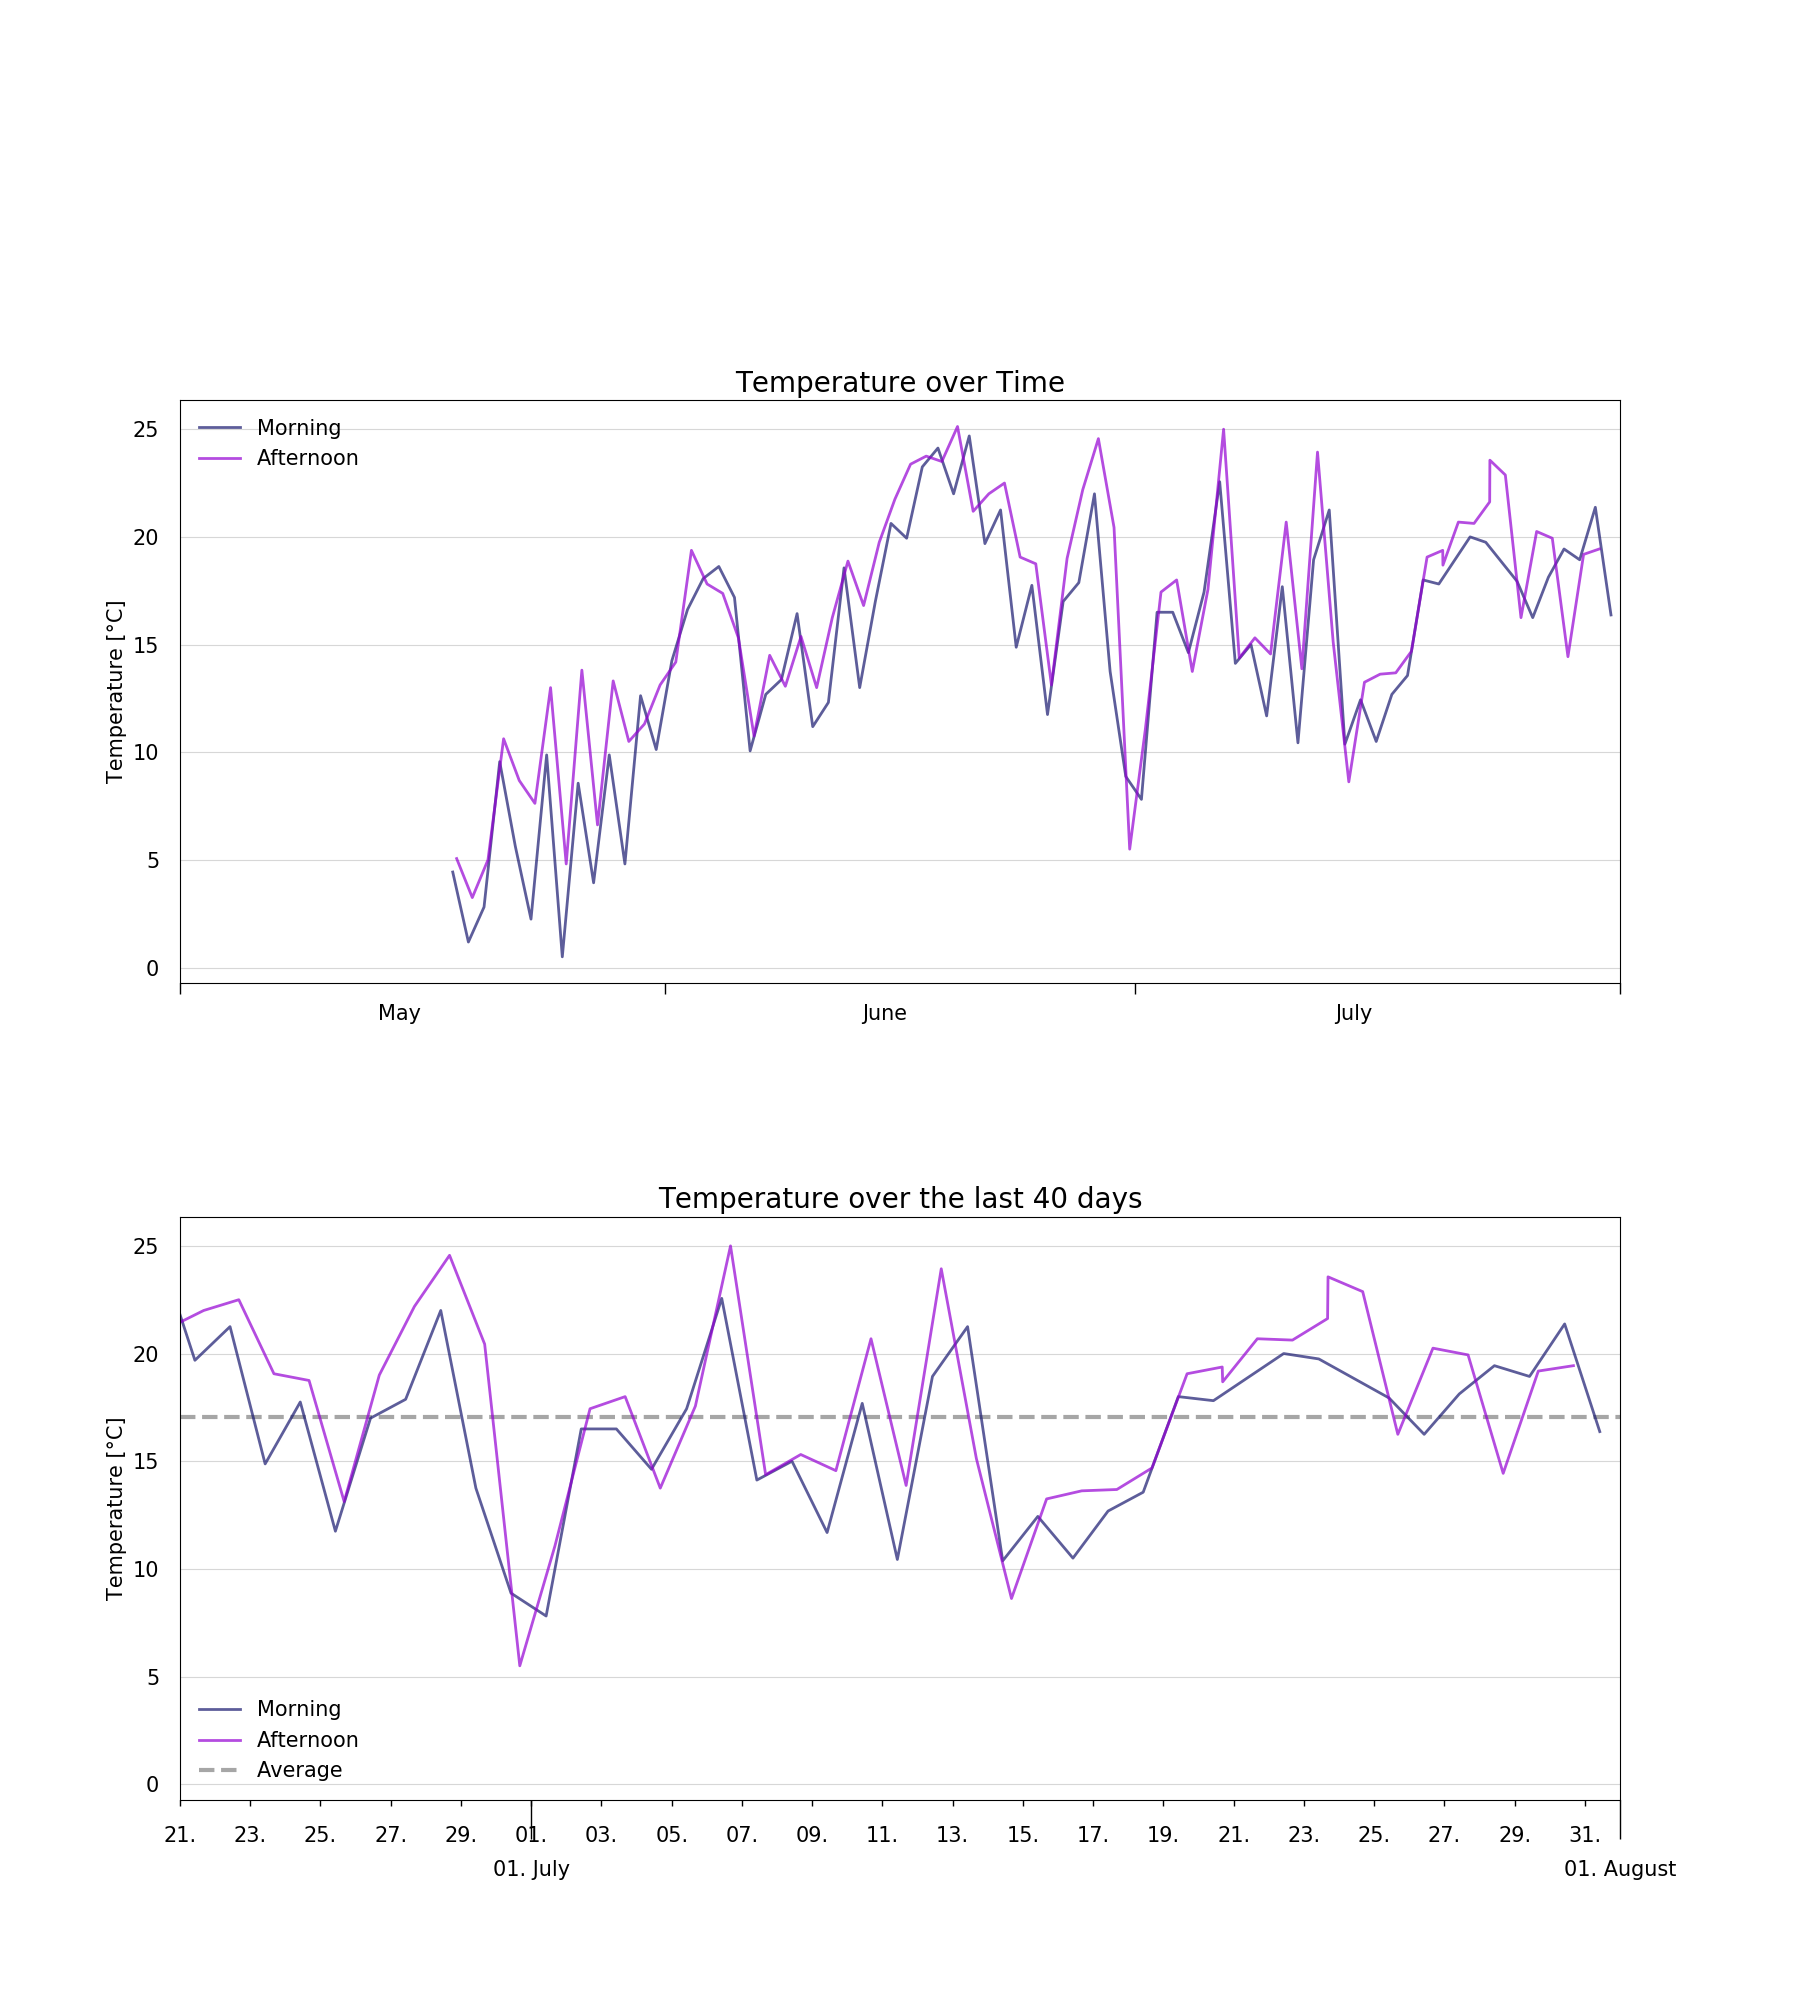 Temperature over Time
Morning
Afternoon
Temperature [°C]
25
20
15
10
5
0
May June July
Temperature over the last 40 days
Temperature [°C]
25
20
15
10
5
0
Morning
Afternoon
Average
21. 23. 25. 27. 29. 01. 03. 05. 07. 09. 11. 13. 15. 17. 19. 21. 23. 25. 27. 29. 31.
01. July 01. August